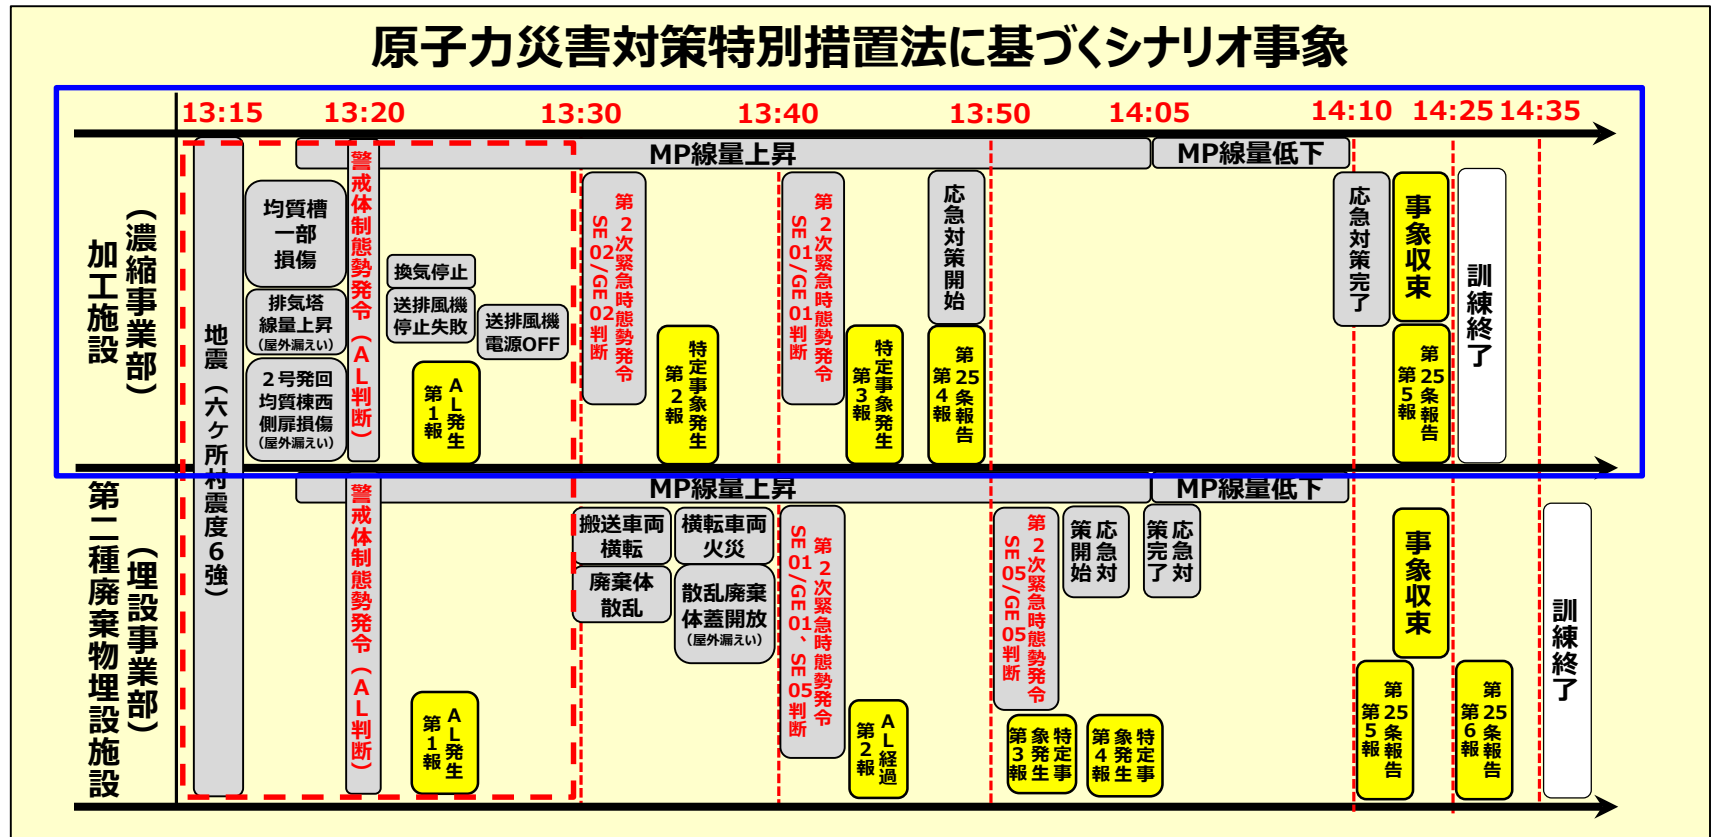 原子力災害対策特別措置法に基づくシナリオ事象
13:15
13:20
13:30
13:40
13:50
14:05
14:10
14:25
14:35
加工施設
（濃縮事業部）
地震（六ケ所村震度６強）
MP線量上昇
MP線量低下
均質槽
一部
損傷
排気塔
線量上昇
（屋外漏えい）
２号発回
均質棟西
側扉損傷
（屋外漏えい）
警戒体制態勢発令（AL判断）
換気停止
送排風機
停止失敗
送排風機
電源OFF
AL発生
第1報
第２次緊急時態勢発令
SE02/GE02判断
特定事象発生
第2報
第２次緊急時態勢発令
SE01/GE01判断
特定事象発生
第3報
応急対策開始
第25条報告
第4報
応急対策完了
事象収束
第25条報告
第5報
訓練終了
第二種廃棄物埋設施設
（埋設事業部）
MP線量上昇
MP線量低下
警戒体制態勢発令（AL判断）
AL発生
第1報
搬送車両
横転
廃棄体
散乱
横転車両
火災
散乱廃棄
体蓋開放
（屋外漏えい）
第２次緊急時態勢発令
SE01/GE01、SE05判断
AL経過
第2報
第２次緊急時態勢発令
SE05/GE05判断
特定事
象発生
第3報
応急対
策開始
特定事
象発生
第4報
応急対
策完了
第25条報告
第5報
事象収束
第25条報告
第6報
訓練終了